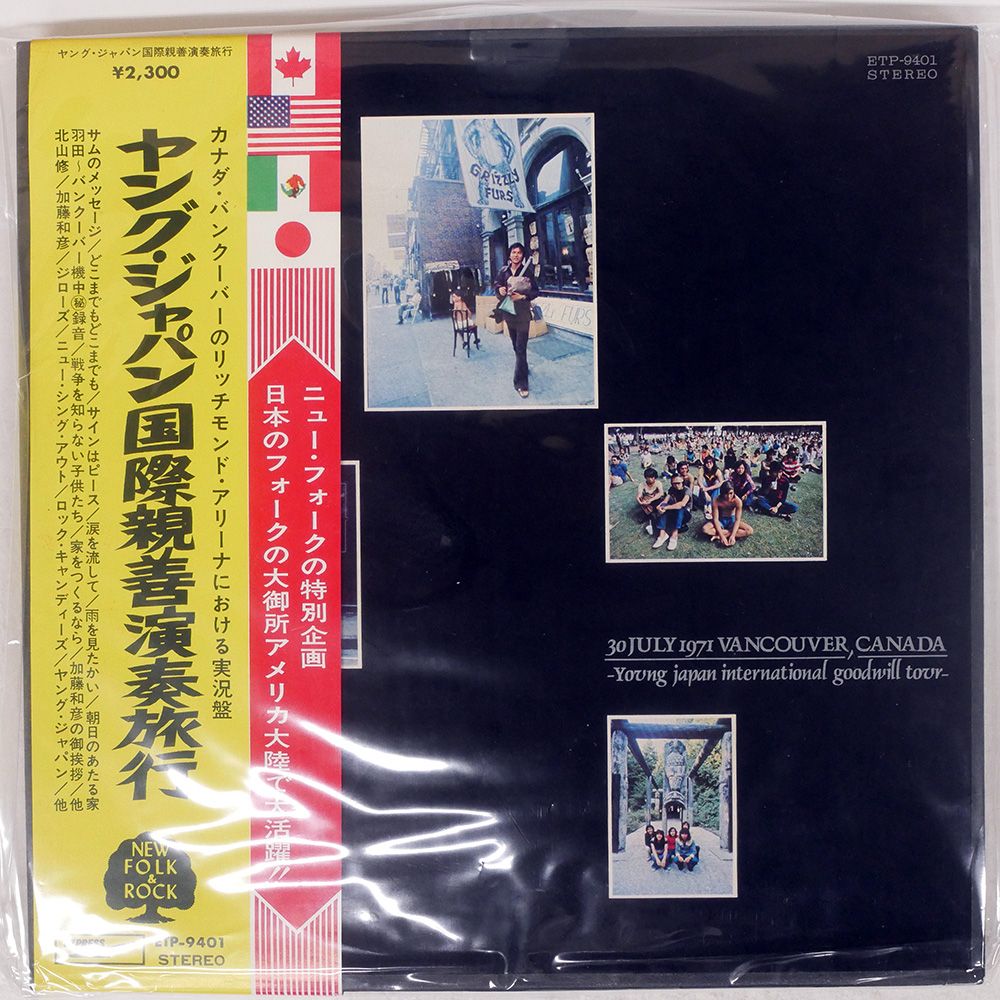 ヤング・ジャパン国際親善演奏旅行
¥2,300
カナダ・バンクーバーのリッチモンド・アリーナにおける実況盤
ヤング・ジャパン国際親善演奏旅行
サムのメッセージ/どこまでもどこまでも/サインはピース/涙を流して/雨を見たかい/朝日のあたる家
羽田〜バンクーバー機中㊙録音/戦争を知らない子供たち/家をつくるなら/加藤和彦の御挨拶/他
北山修/加藤和彦/ジローズ/ニュー・シング・アウト/ロック・キャンディーズ/ヤング・ジャパン/他
NEW
FOLK
&
ROCK
EXPRESS
ETP-9401
STEREO
ニュー・フォークの特別企画
日本のフォークの大御所アメリカ大陸で大活躍!!
ETP-9401
STEREO
GRIZZLY
FURS
FURS
30 JULY 1971 VANCOUVER, CANADA
-Young japan international goodwill tour-